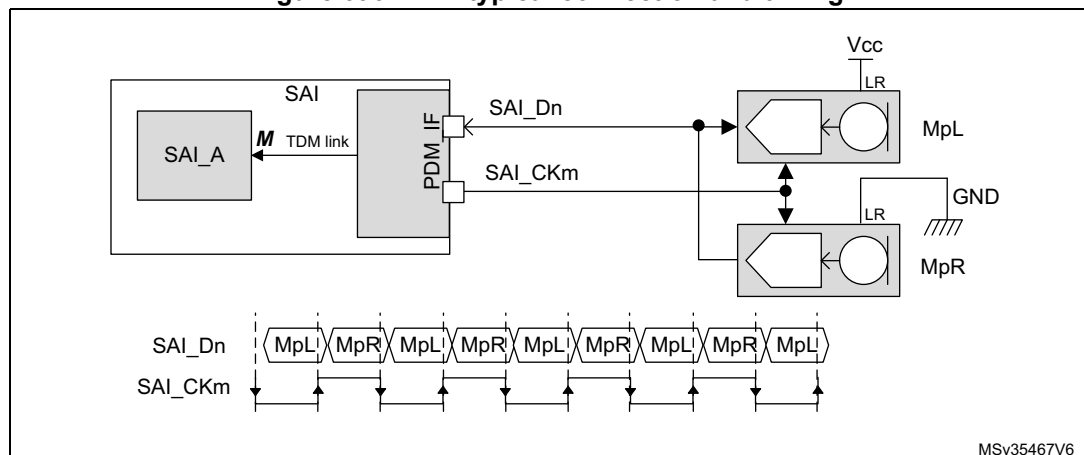 Vcc
LR
SAI
SAI_Dn
PDM_IF
MpL
SAI_A
M TDM link
SAI_CKm
GND
LR
MpR
SAI_Dn MpL MpR MpL MpR MpL MpR MpL MpR MpL
SAI_CKm
MSv35467V6